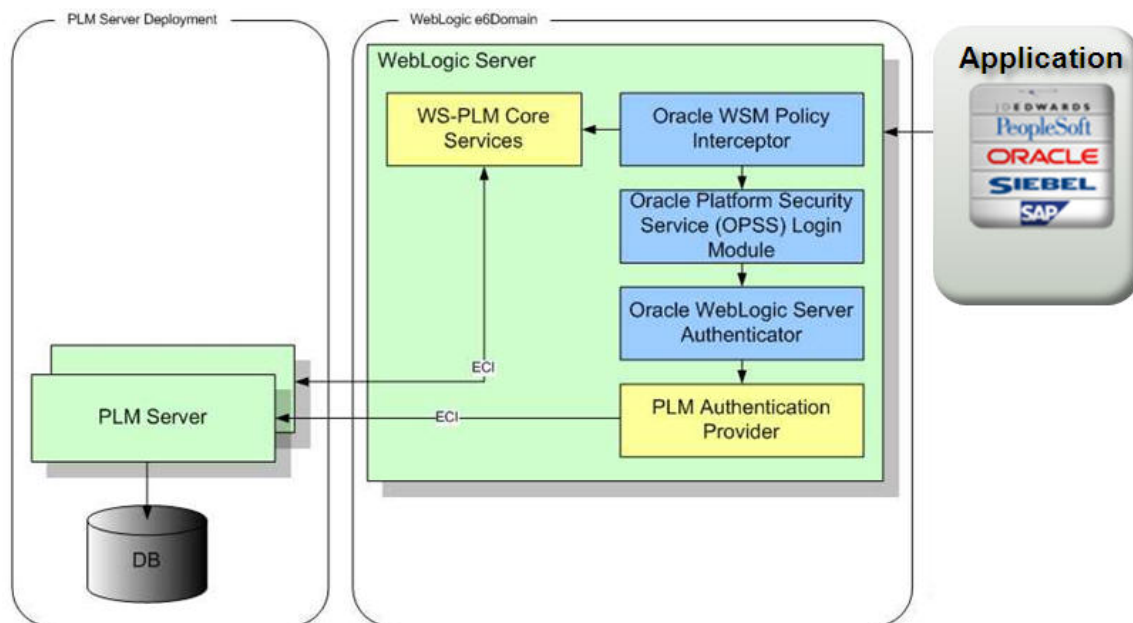 PLM Server Deployment
WebLogic e6Domain
WebLogic Server
WS-PLM Core
Services
Oracle WSM Policy
Interceptor
Oracle Platform Security
Service (OPSS) Login
Module
Oracle WebLogic Server
Authenticator
PLM Authentication
Provider
ECI
ECI
PLM Server
DB
Application
JDEDWARDS
PeopleSoft
ORACLE
SIEBEL
SAP